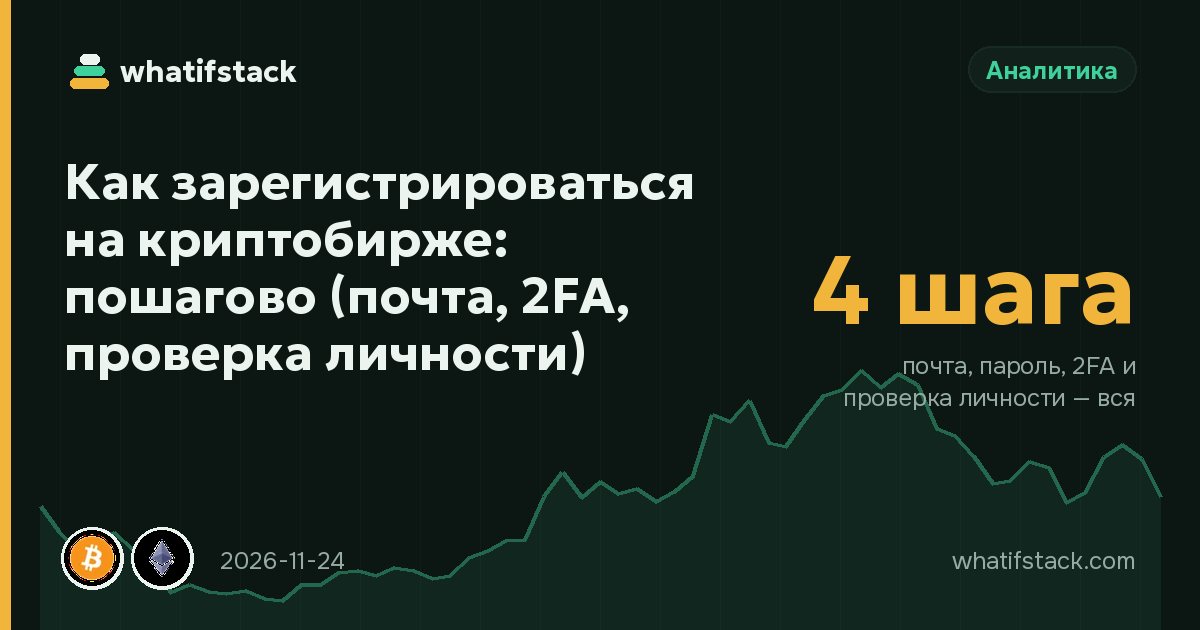 whatifstack
Аналитика
Как зарегистрироваться
на криптобирже:
пошагово (почта, 2FA,
проверка личности)
4 шага
почта, пароль, 2FA и
проверка личности — вся
2026-11-24
whatifstack.com